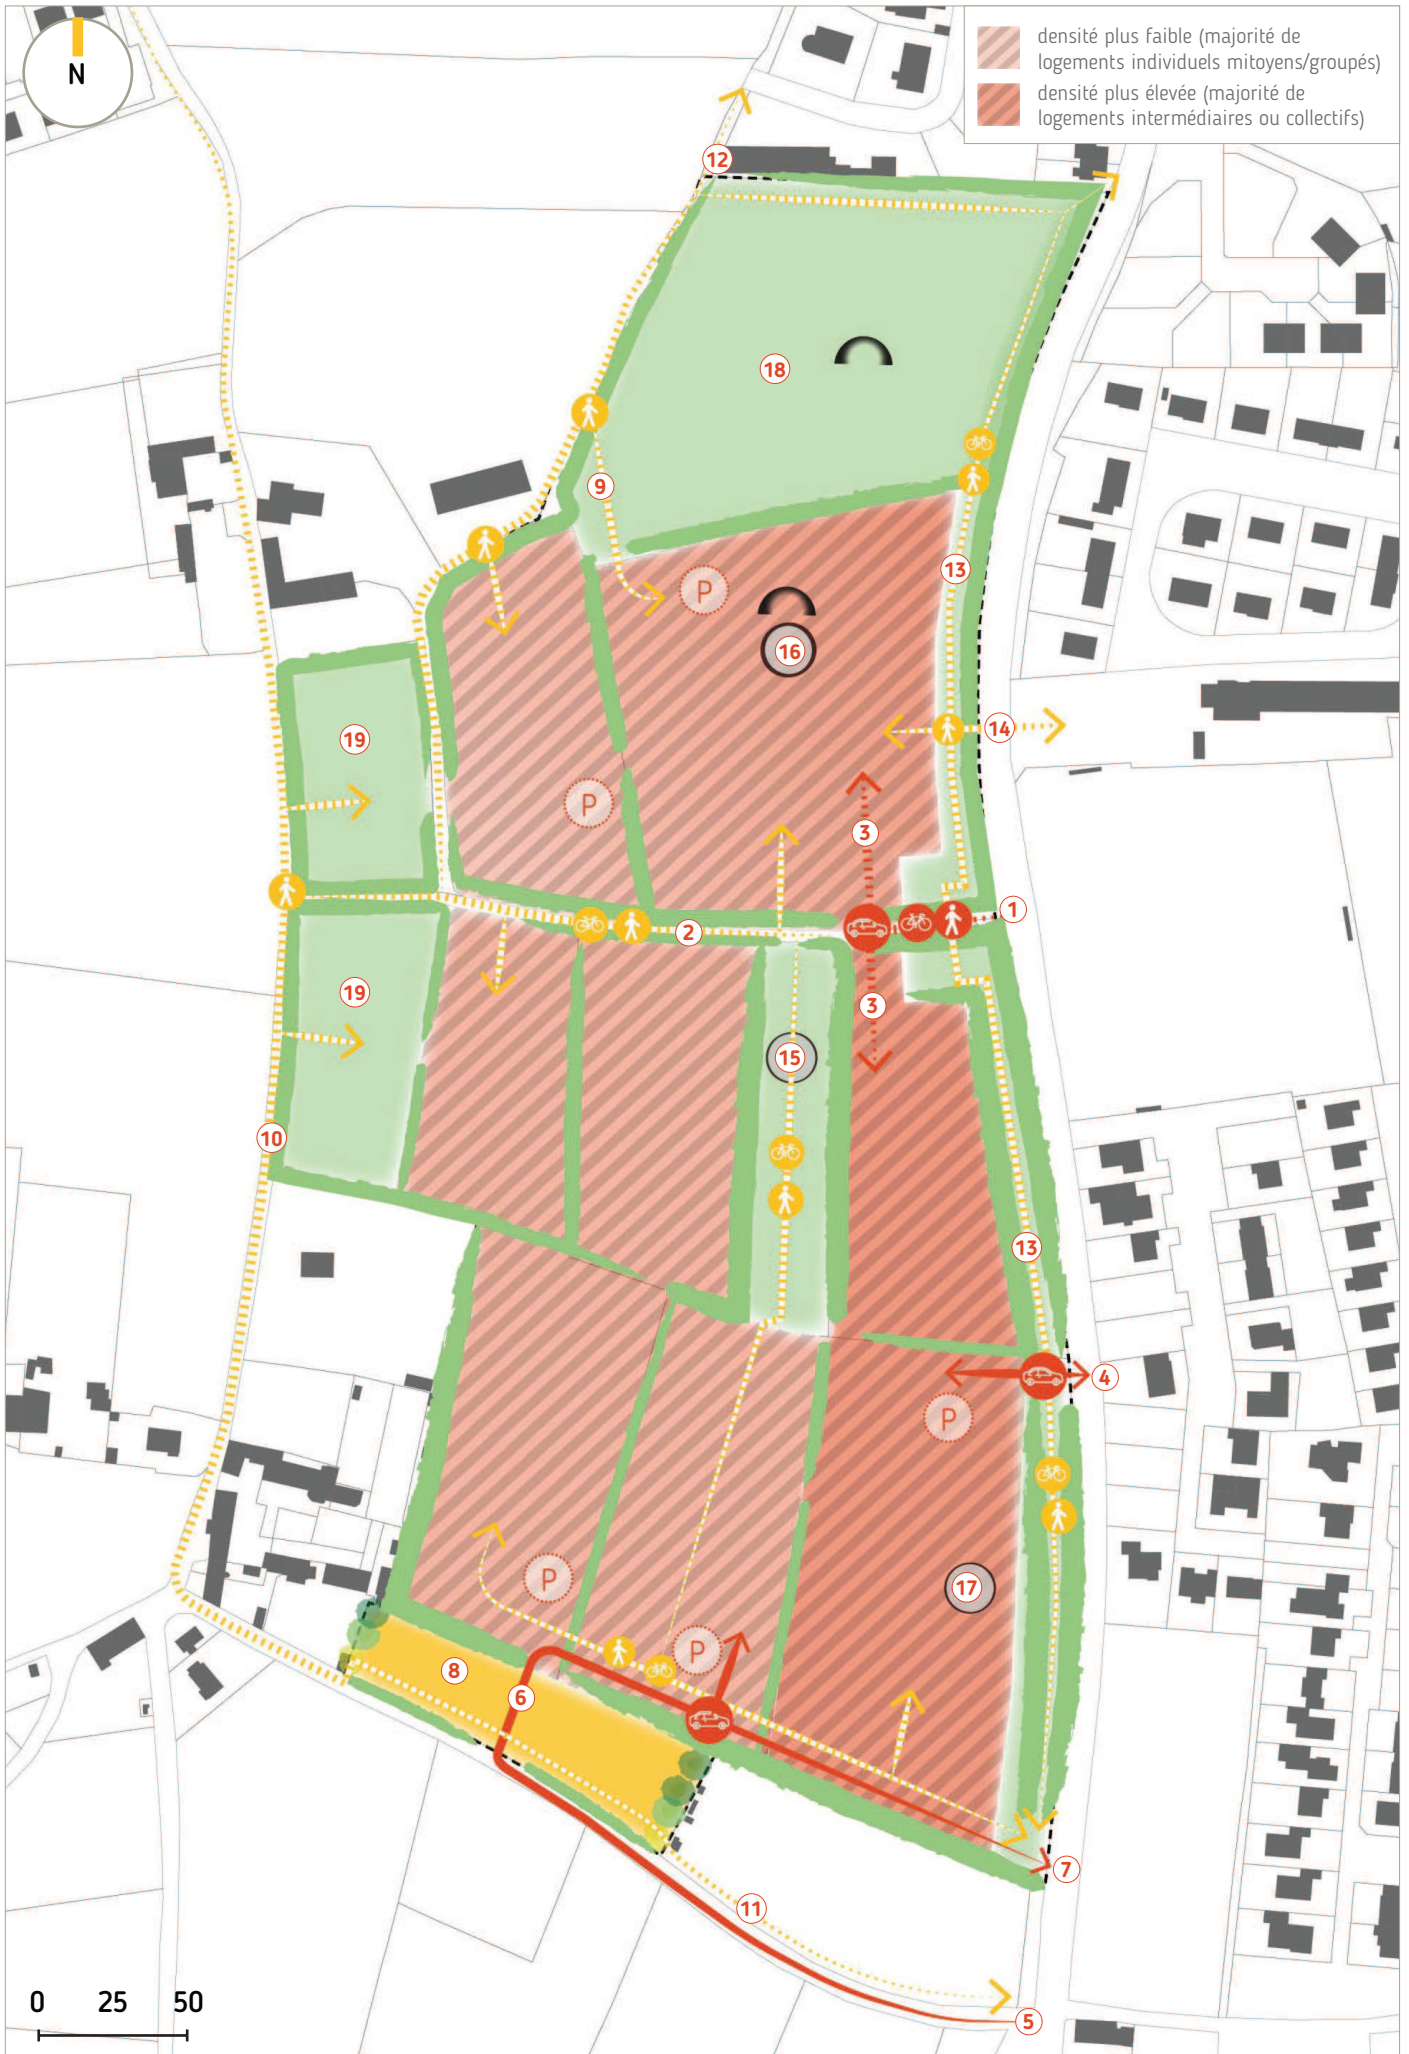 N
densité plus faible (majorité de
logements individuels mitoyens/groupés)
densité plus élevée (majorité de
logements intermédiaires ou collectifs)
12
18
9
13
P
16
14
19
P
3
1
2
19
3
15
10
13
4
P
P
17
P
8
6
7
11
5
0 25 50